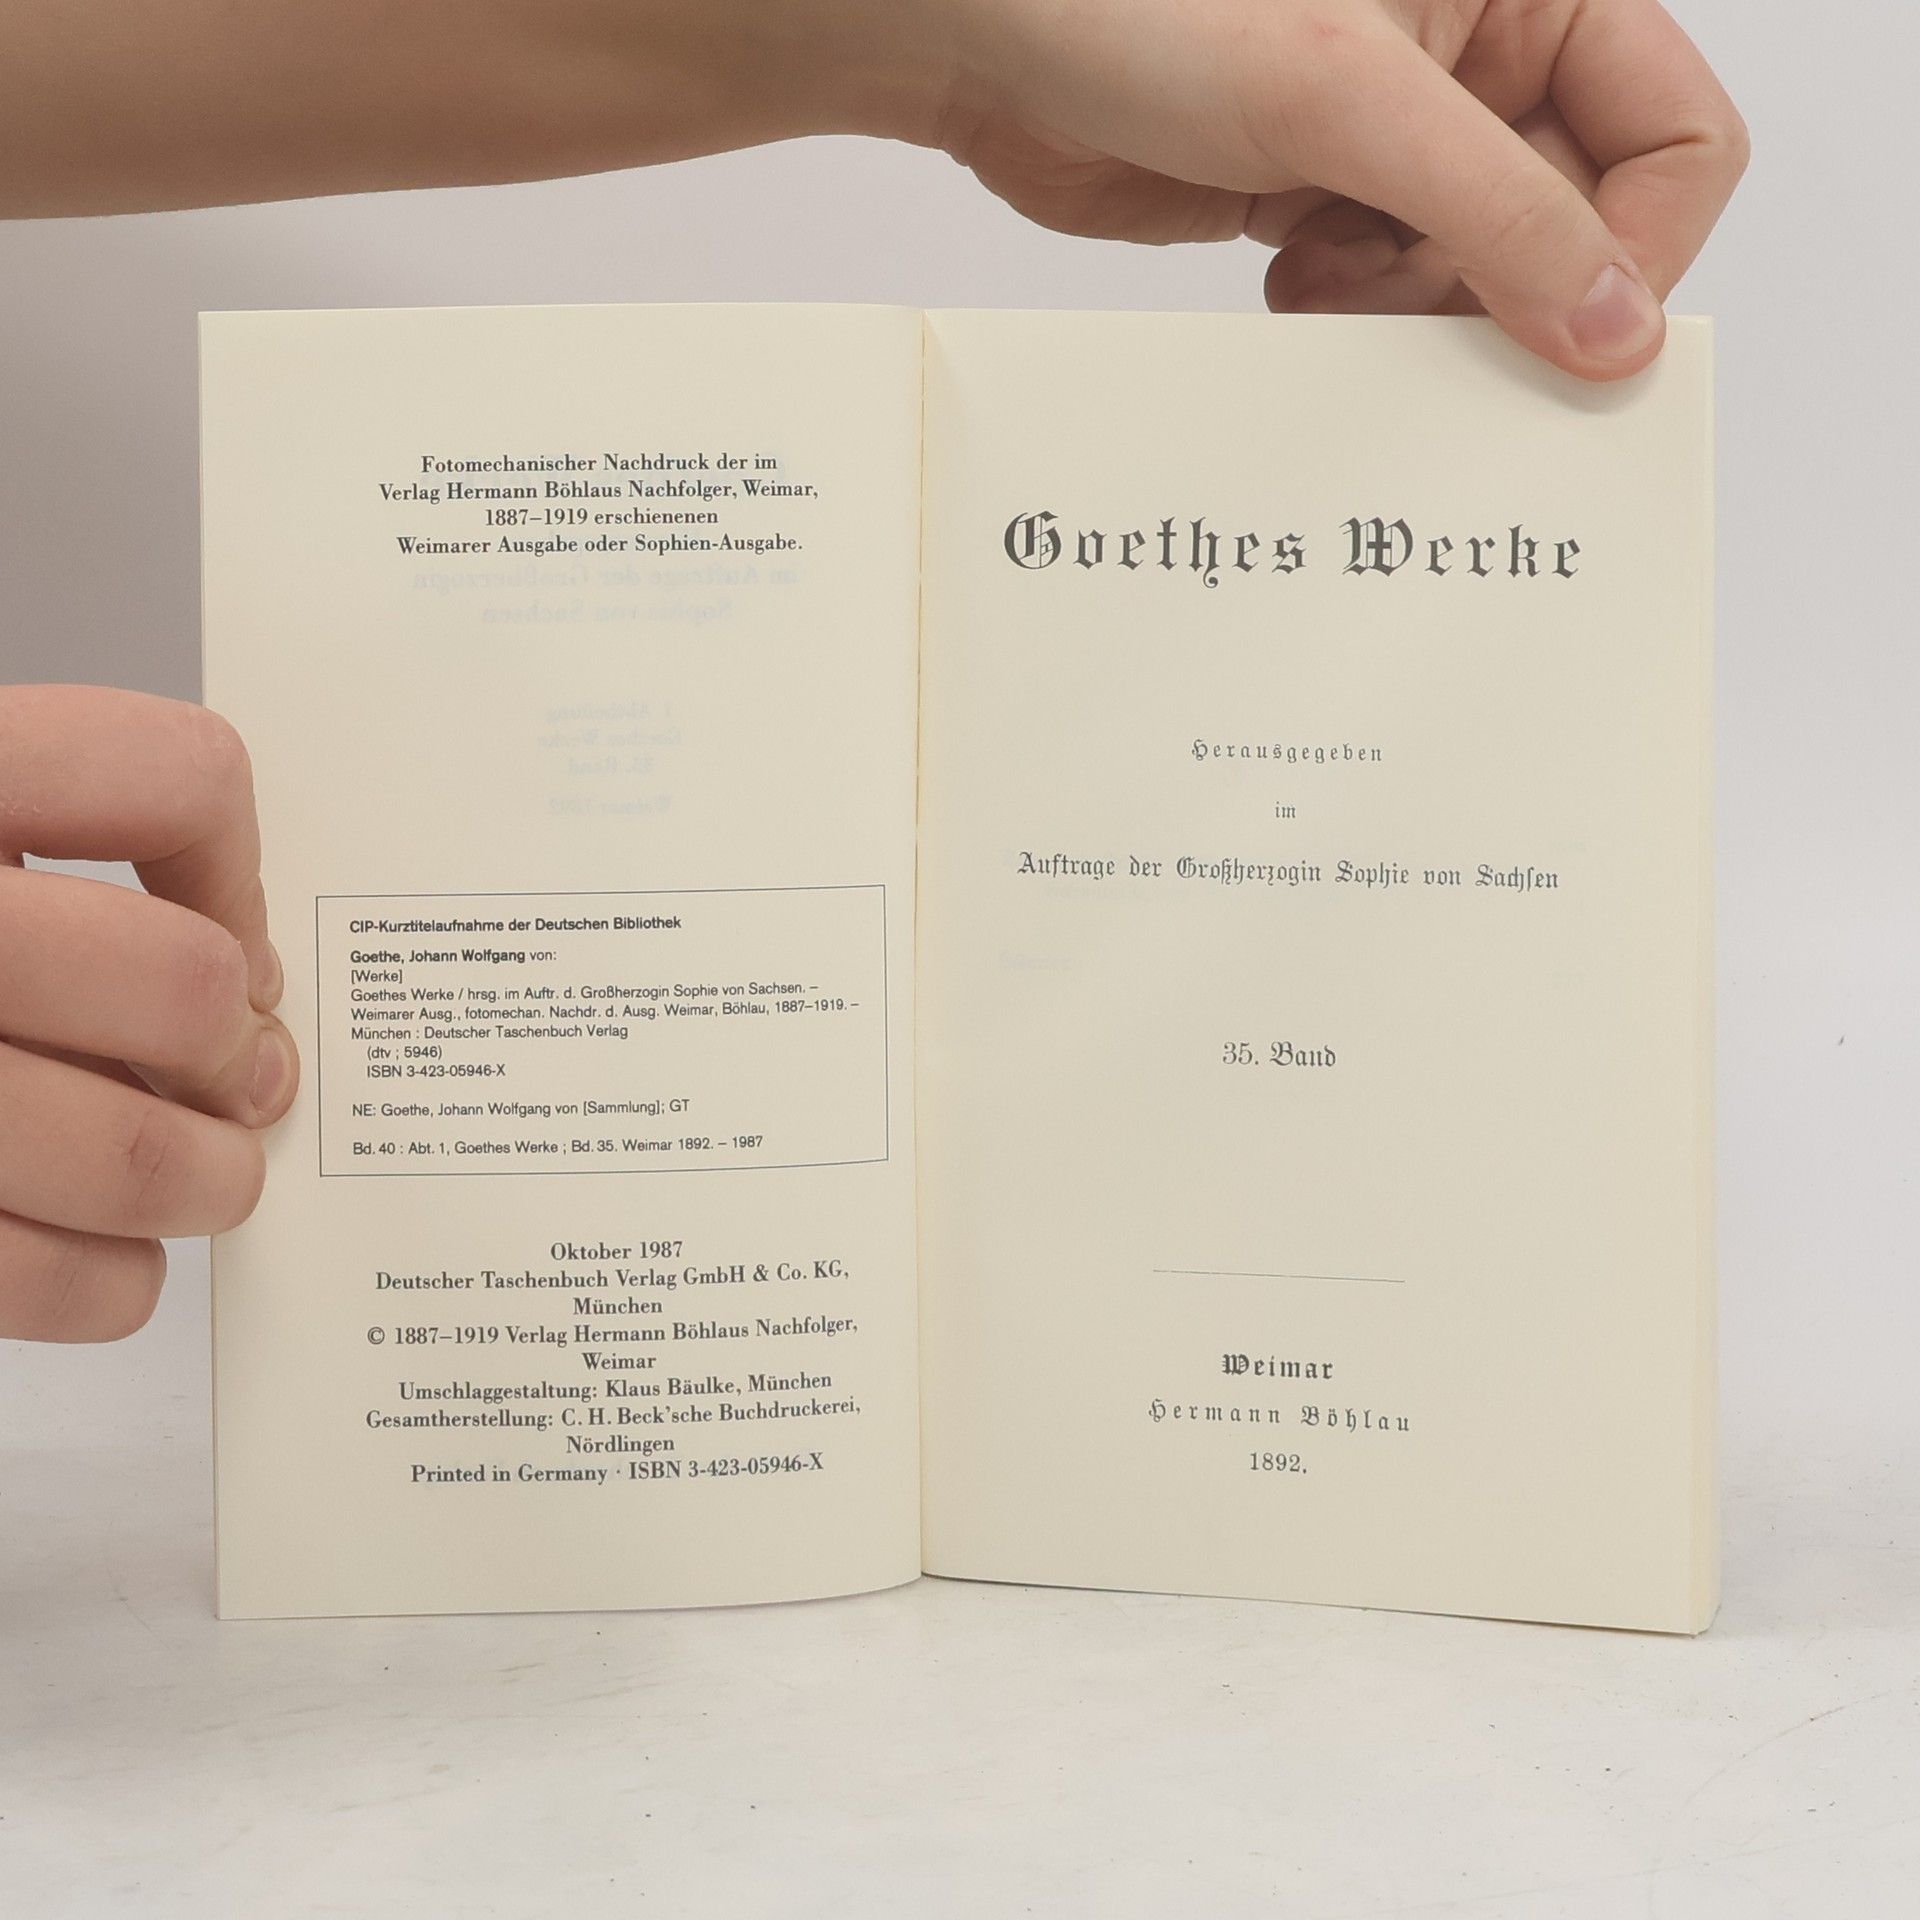 Fotomechanischer Nachdruck der im
Verlag Hermann Böhlaus Nachfolger, Weimar,
1887–1919 erschienenen
Weimarer Ausgabe oder Sophien-Ausgabe.
CIP-Kurztitelaufnahme der Deutschen Bibliothek
Goethe, Johann Wolfgang von:
[Werke]
Goethes Werke / hrsg. im Auftr. d. Großherzogin Sophie von Sachsen. –
Weimarer Ausg., fotomechan. Nachdr. d. Ausg. Weimar, Böhlau, 1887–1919. –
München : Deutscher Taschenbuch Verlag
(dtv ; 5946)
ISBN 3-423-05946-X
NE: Goethe, Johann Wolfgang von [Sammlung]; GT
Bd. 40 : Abt. 1, Goethes Werke ; Bd. 35. Weimar 1892. – 1987
Oktober 1987
Deutscher Taschenbuch Verlag GmbH & Co. KG,
München
© 1887–1919 Verlag Hermann Böhlaus Nachfolger,
Weimar
Umschlaggestaltung: Klaus Bäulke, München
Gesamtherstellung: C. H. Beck’sche Buchdruckerei,
Nördlingen
Printed in Germany · ISBN 3-423-05946-X
Goethes Werke
Herausgegeben
im
Auftrage der Großherzogin Sophie von Sachsen
35. Band
Weimar
Hermann Böhlau
1892.